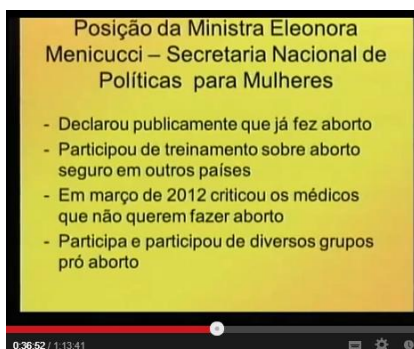 Posição da Ministra Eleonora
Menicucci – Secretaria Nacional de
Políticas para Mulheres
- Declarou publicamente que já fez aborto
- Participou de treinamento sobre aborto
seguro em outros países
- Em março de 2012 criticou os médicos
que não querem fazer aborto
- Participa e participou de diversos grupos
pró aborto
0:36:52 / 1:13:41